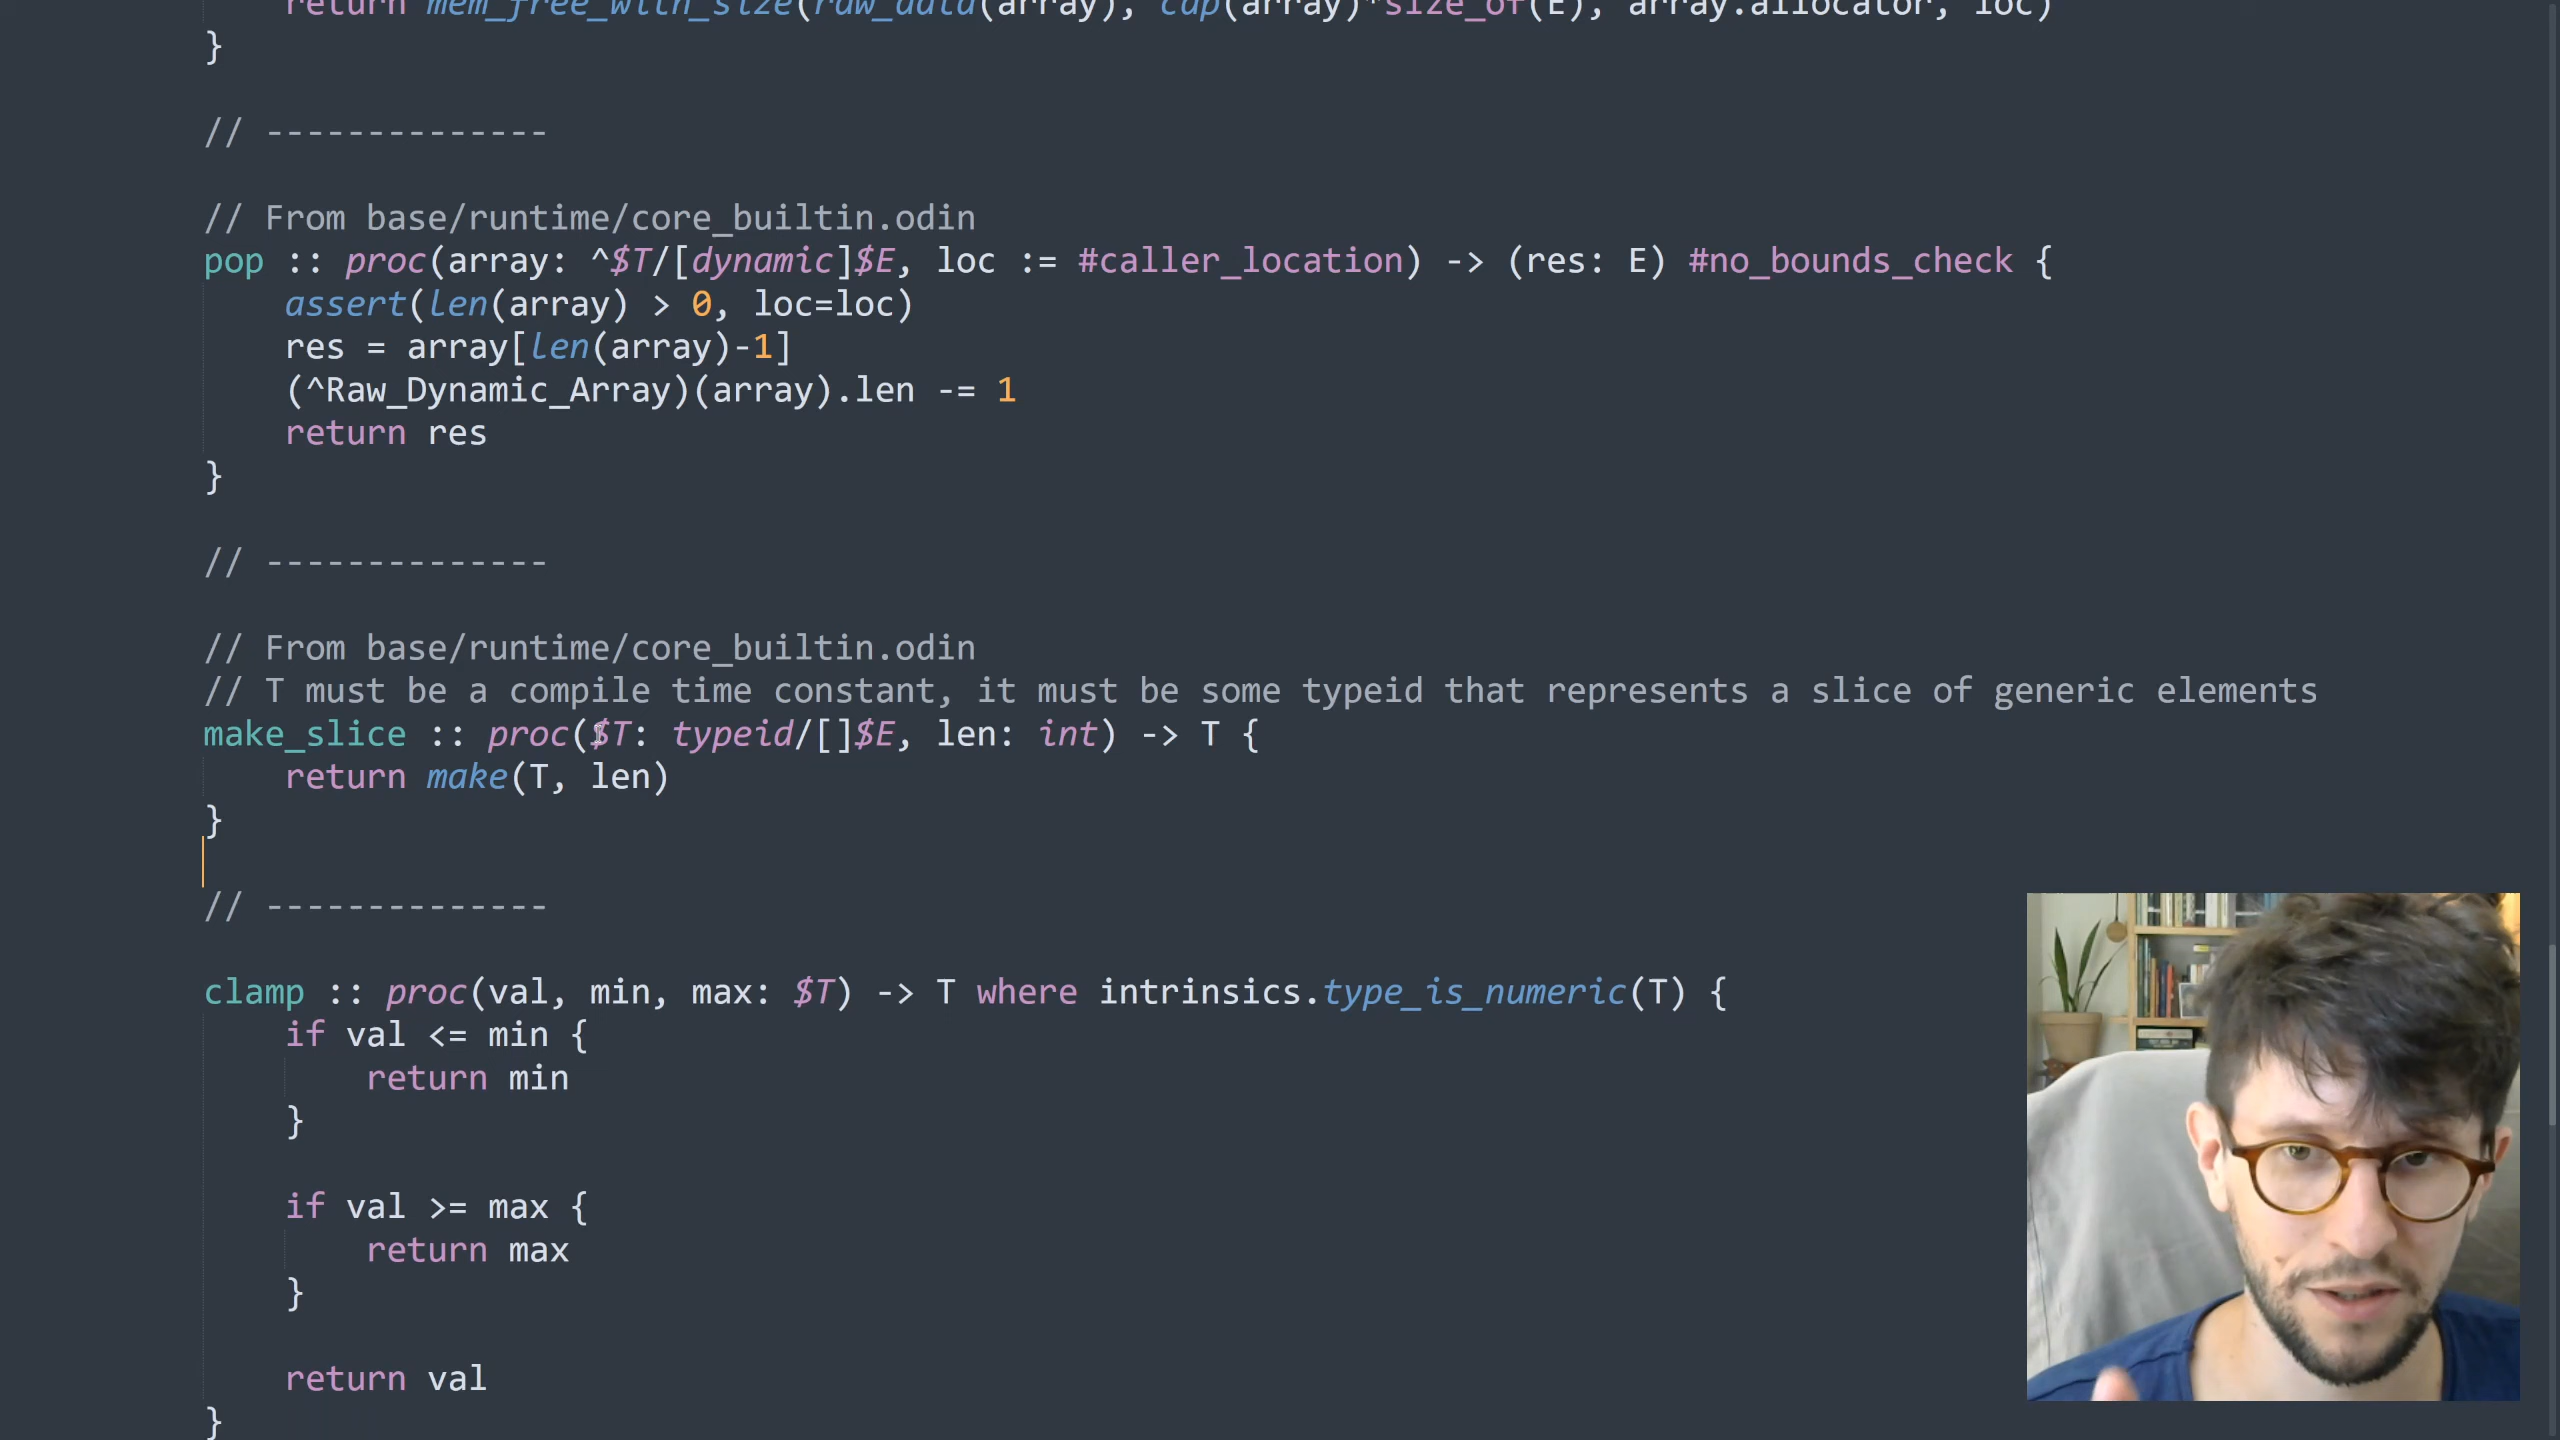 return mem_free_with_size(raw_data(array), cap(array)*size_of(E), array.allocator, loc)
}
// --------------
// From base/runtime/core_builtin.odin
pop :: proc(array: ^$T/[dynamic]$E, loc := #caller_location) -> (res: E) #no_bounds_check {
    assert(len(array) > 0, loc=loc)
    res = array[len(array)-1]
    (^Raw_Dynamic_Array)(array).len -= 1
    return res
}
// --------------
// From base/runtime/core_builtin.odin
// T must be a compile time constant, it must be some typeid that represents a slice of generic elements
make_slice :: proc($T: typeid/[]$E, len: int) -> T {
    return make(T, len)
}
// --------------
clamp :: proc(val, min, max: $T) -> T where intrinsics.type_is_numeric(T) {
    if val <= min {
        return min
    }
    if val >= max {
        return max
    }
    return val
}